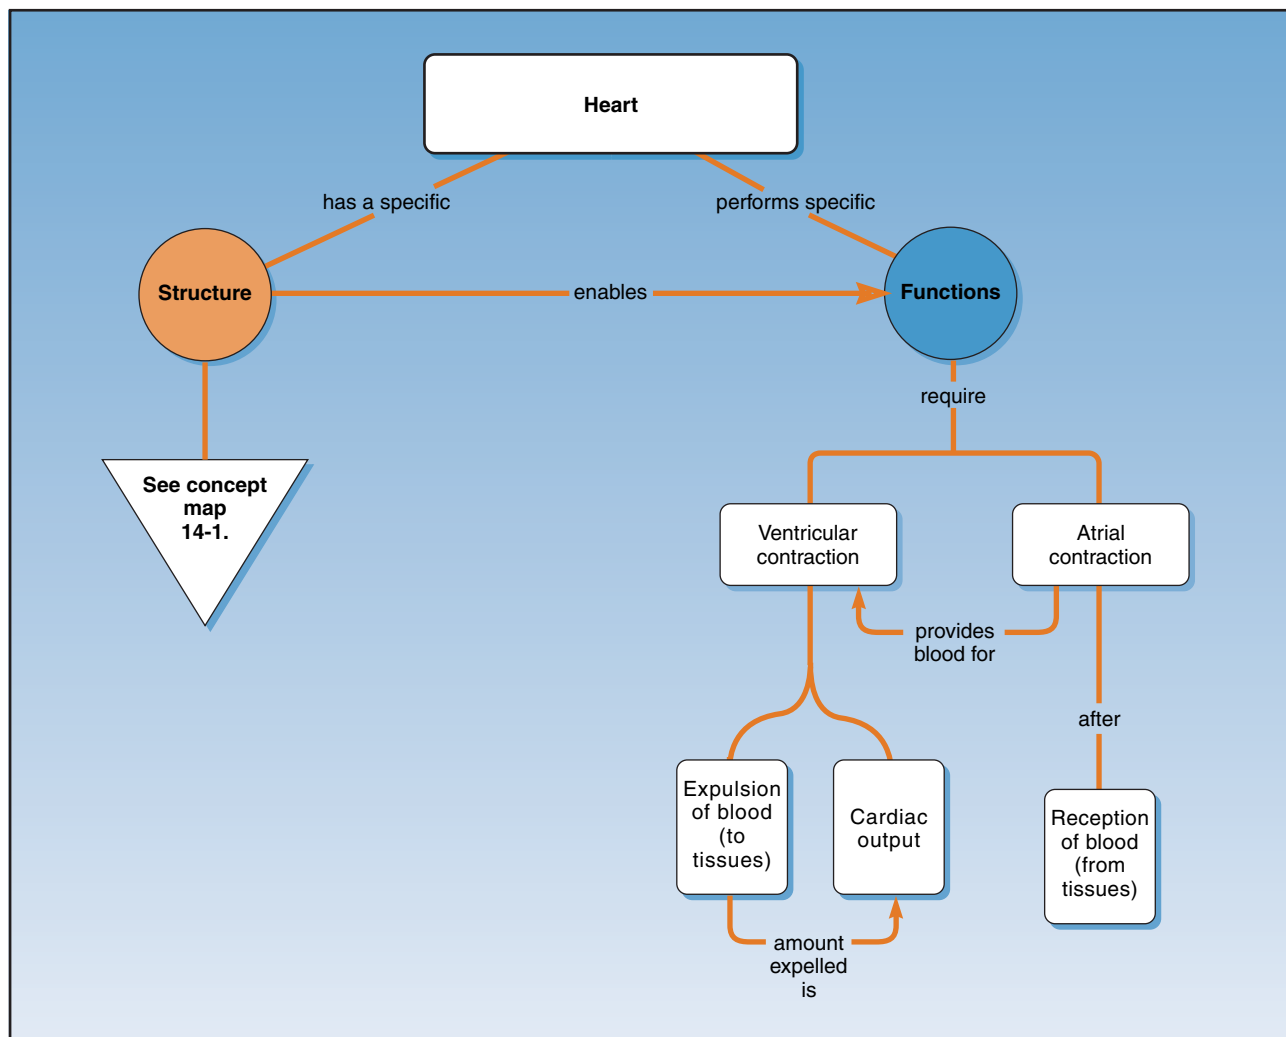 Heart
has a specific
performs specific
Structure
enables
Functions
require
See concept
map
14-1.
Ventricular
contraction
Atrial
contraction
provides
blood for
after
Expulsion
of blood
(to
tissues)
Cardiac
output
Reception
of blood
(from
tissues)
amount
expelled
is